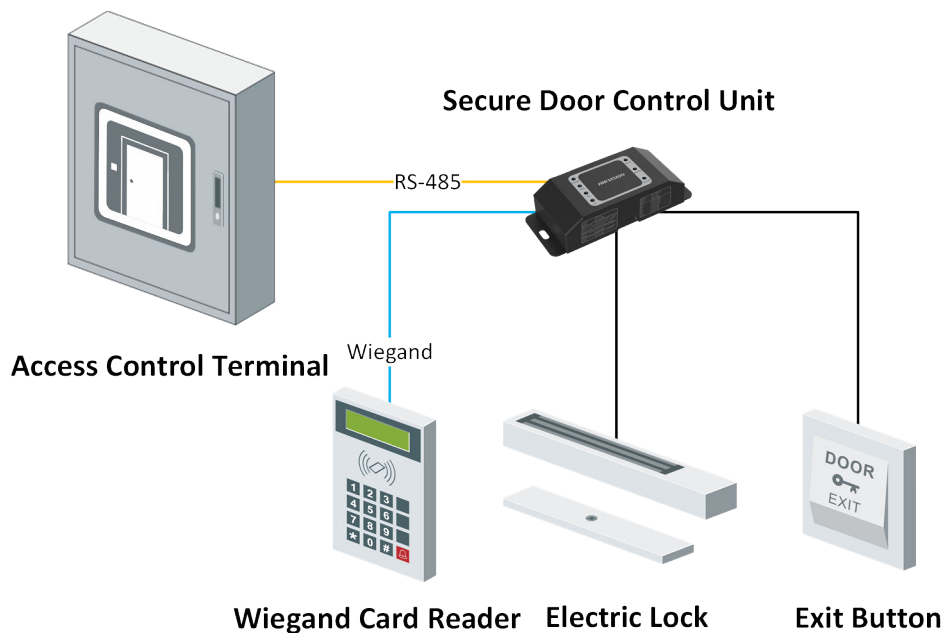 Secure Door Control Unit
HIKVISION
RS-485
Wiegand
Access Control Terminal
1 2 3
4 5 6
7 8 9
* 0 #
DOOR
EXIT
Wiegand Card Reader
Electric Lock
Exit Button